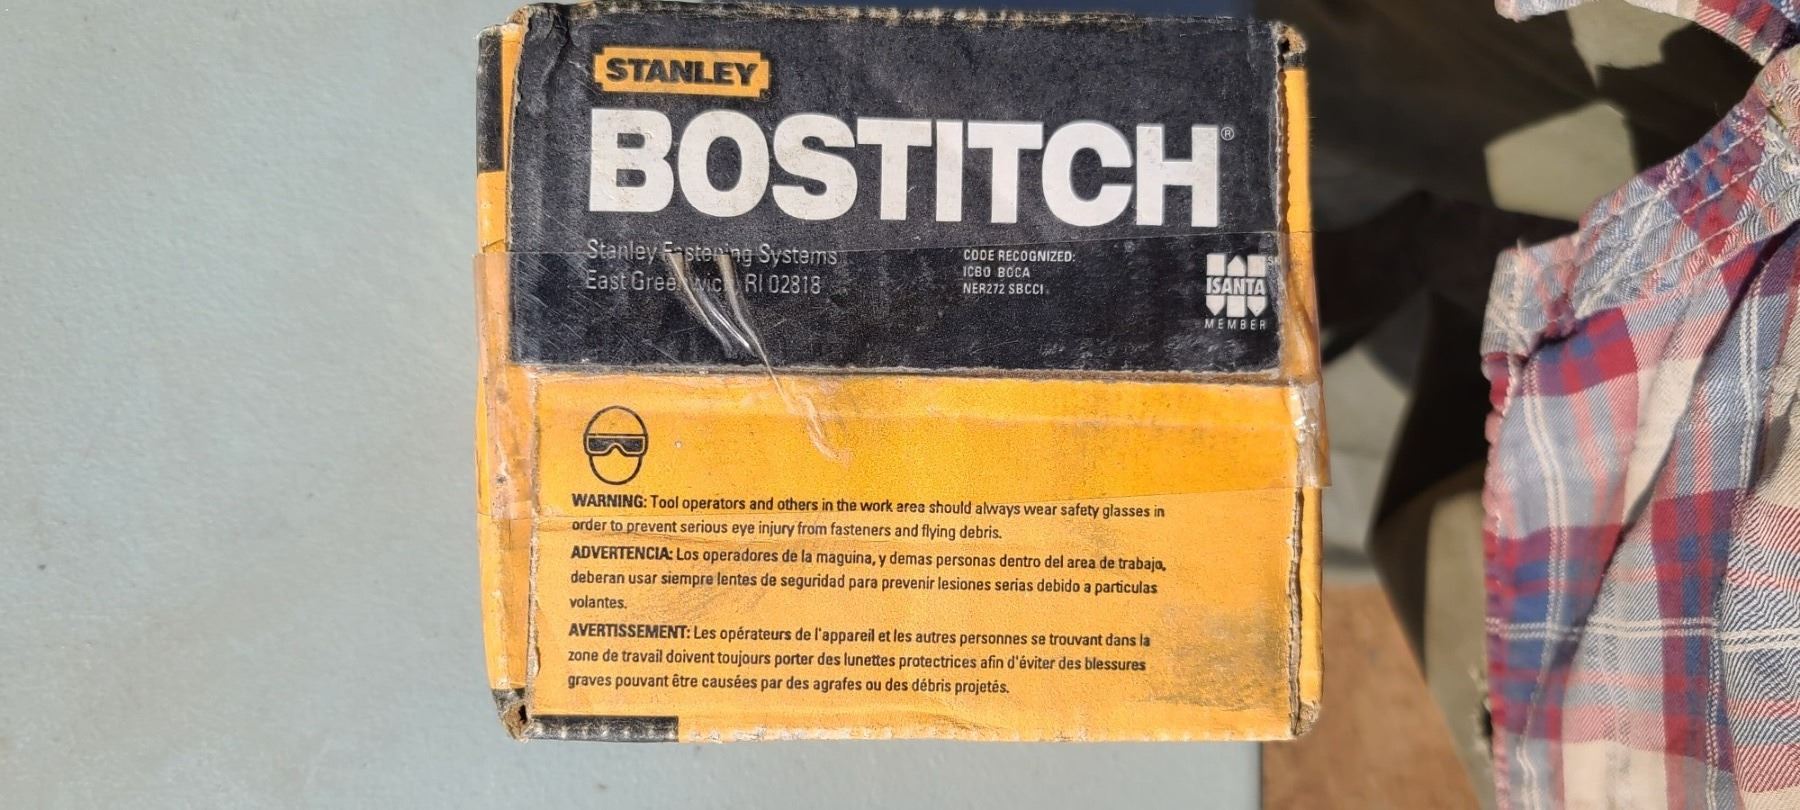 STANLEY
BOSTITCH®
Stanley Fastening Systems
East Greenwich, RI 02818
CODE RECOGNIZED:
ICBO BOCA
NER272 SBCCI
ISANTA
MEMBER
WARNING: Tool operators and others in the work area should always wear safety glasses in
order to prevent serious eye injury from fasteners and flying debris.
ADVERTENCIA: Los operadores de la maquina, y demas personas dentro del area de trabajo,
deberan usar siempre lentes de seguridad para prevenir lesiones serias debido a particulas
volantes.
AVERTISSEMENT: Les opérateurs de l'appareil et les autres personnes se trouvant dans la
zone de travail doivent toujours porter des lunettes protectrices afin d'éviter des blessures
graves pouvant être causées par des agrafes ou des débris projetés.